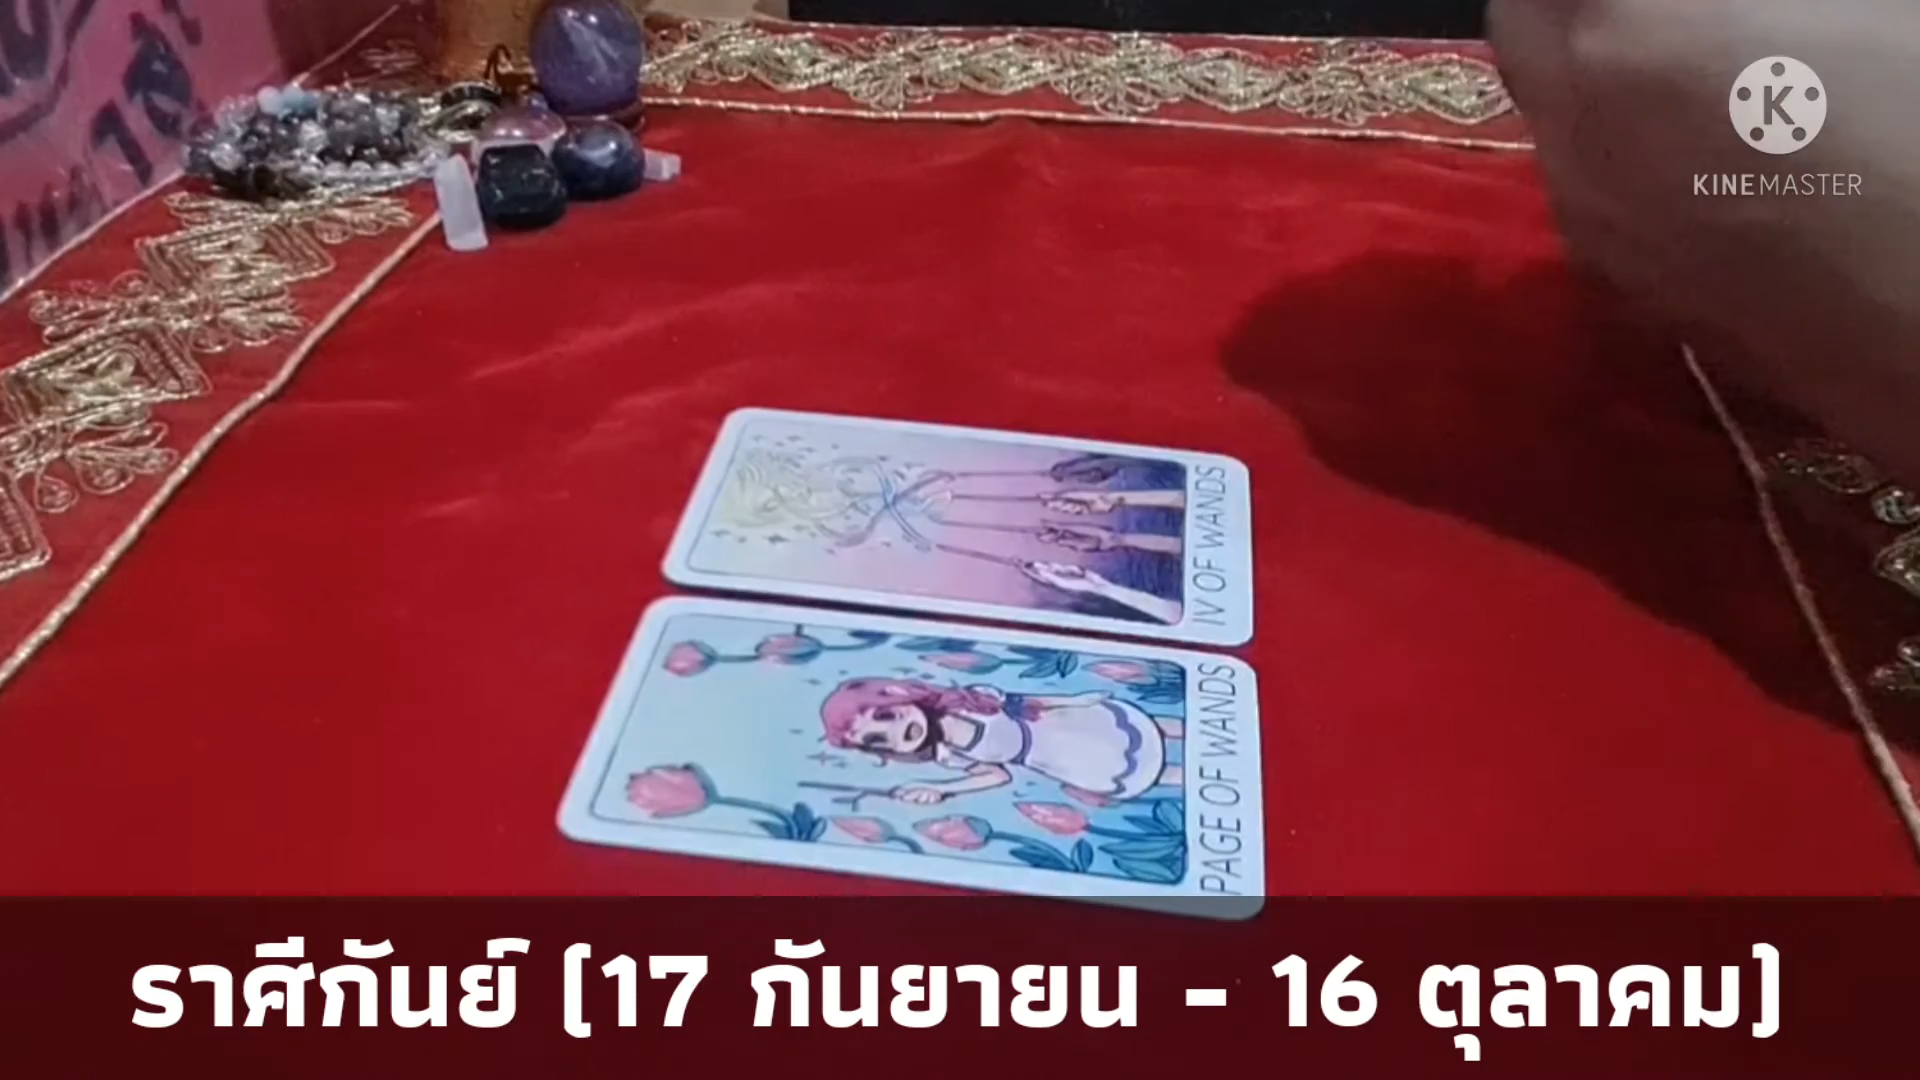 KINEMASTER
IV OF WANDS
PAGE OF WANDS
ราศีกันย์ (17 กันยายน - 16 ตุลาคม)